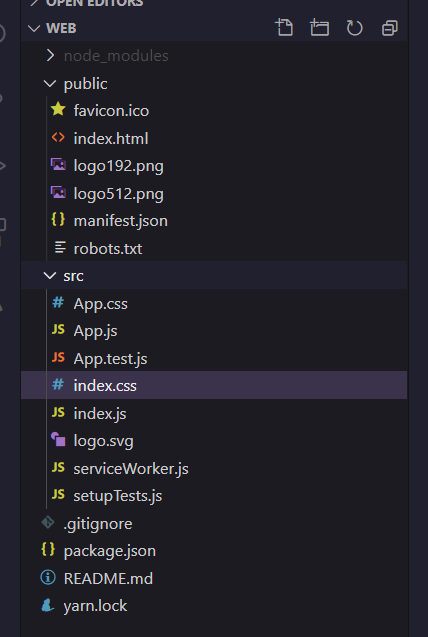 OPEN EDITORS
WEB
node_modules
public
favicon.ico
index.html
logo192.png
logo512.png
manifest.json
robots.txt
src
# App.css
JS App.js
JS App.test.js
# index.css
JS index.js
logo.svg
JS serviceWorker.js
JS setupTests.js
.gitignore
{} package.json
README.md
yarn.lock